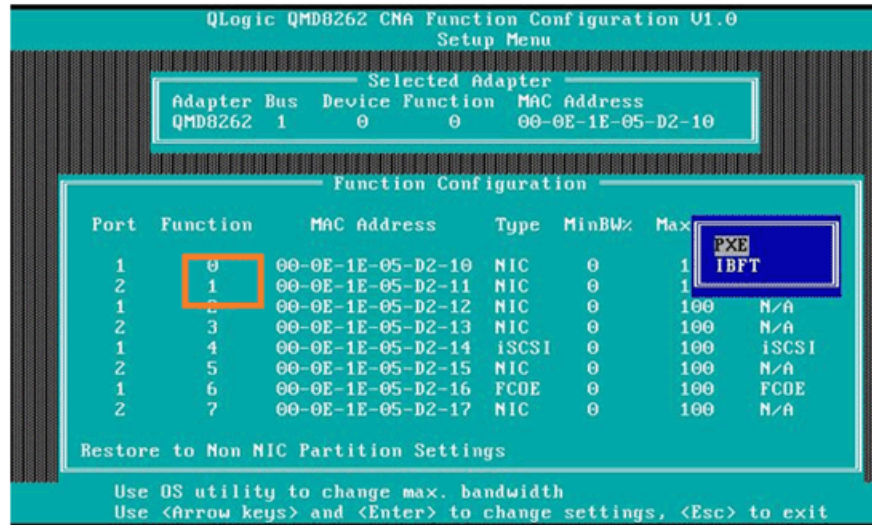 QLogic QMD8262 CNA Function Configuration V1.0
Setup Menu
Selected Adapter
Adapter Bus Device Function MAC Address
QMD8262 1 0 0 00-0E-1E-05-D2-10
Function Configuration
Port Function MAC Address Type MinBW% Max
PXE
IBFT
1 0 00-0E-1E-05-D2-10 NIC 0 1
2 1 00-0E-1E-05-D2-11 NIC 0 1
1 2 00-0E-1E-05-D2-12 NIC 0 100 N/A
2 3 00-0E-1E-05-D2-13 NIC 0 100 N/A
1 4 00-0E-1E-05-D2-14 iSCSI 0 100 iSCSI
2 5 00-0E-1E-05-D2-15 NIC 0 100 N/A
1 6 00-0E-1E-05-D2-16 FCOE 0 100 FCOE
2 7 00-0E-1E-05-D2-17 NIC 0 100 N/A
Restore to Non NIC Partition Settings
Use OS utility to change max. bandwidth
Use <Arrow keys> and <Enter> to change settings, <Esc> to exit